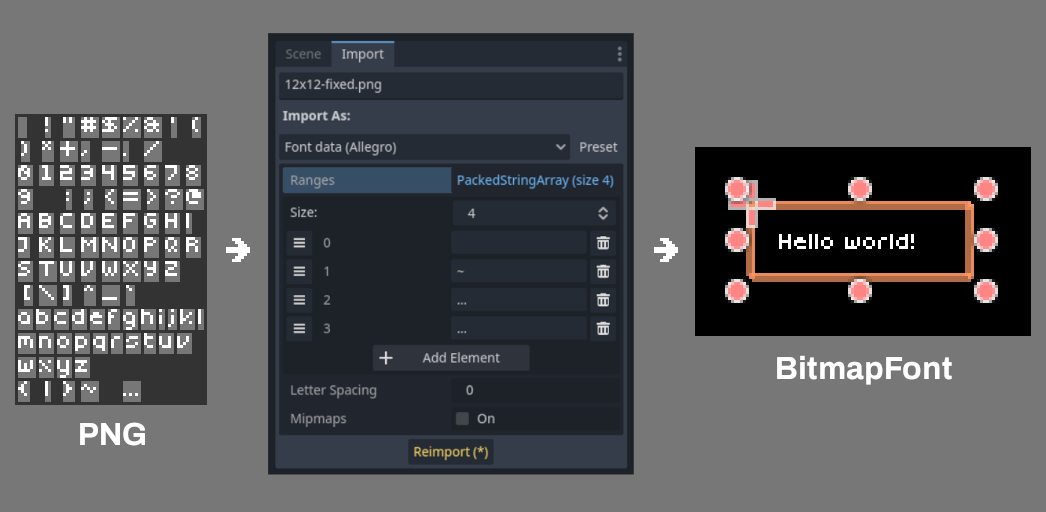 ! " # $ % & ' (
) * + , - . /
0 1 2 3 4 5 6 7 8
9 : ; < = > ? @
A B C D E F G H I
J K L M N O P Q R
S T U V W X Y Z
[ \ ] ^ _ `
a b c d e f g h i j k l
m n o p q r s t u v
w x y z
{ | } ~ …
PNG
Scene Import
12x12-fixed.png
Import As:
Font data (Allegro) Preset
Ranges PackedStringArray (size 4)
Size: 4
0
1 ~
2 …
3 …
+ Add Element
Letter Spacing 0
Mipmaps On
Reimport (*)
Hello world!
BitmapFont